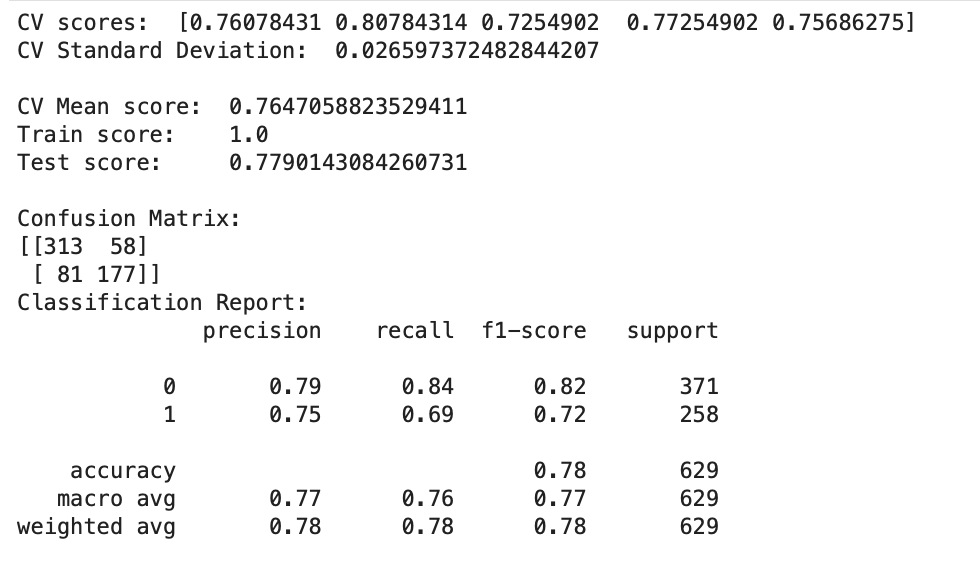 CV scores:  [0.76078431 0.80784314 0.7254902  0.77254902 0.75686275]
CV Standard Deviation:  0.026597372482844207
CV Mean score:  0.7647058823529411
Train score:    1.0
Test score:     0.7790143084260731
Confusion Matrix:
[[313  58]
 [ 81 177]]
Classification Report:
              precision    recall  f1-score   support
           0       0.79      0.84      0.82       371
           1       0.75      0.69      0.72       258
    accuracy                           0.78       629
   macro avg       0.77      0.76      0.77       629
weighted avg       0.78      0.78      0.78       629